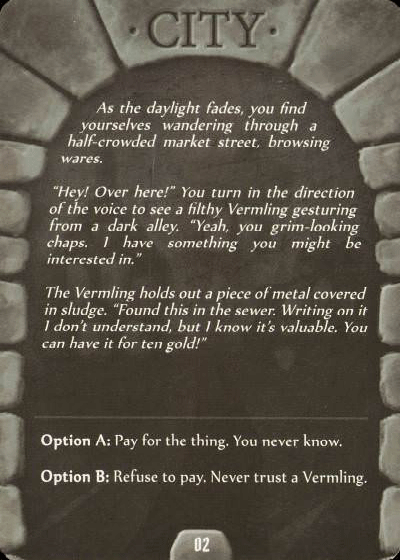 ·CITY·
As the daylight fades, you find
yourselves wandering through a
half-crowded market street, browsing
wares.
“Hey! Over here!” You turn in the direction
of the voice to see a filthy Vermling gesturing
from a dark alley. “Yeah, you grim-looking
chaps. I have something you might be
interested in.”
The Vermling holds out a piece of metal covered
in sludge. “Found this in the sewer. Writing on it
I don't understand, but I know it's valuable. You
can have it for ten gold!”
Option A: Pay for the thing. You never know.
Option B: Refuse to pay. Never trust a Vermling.
02